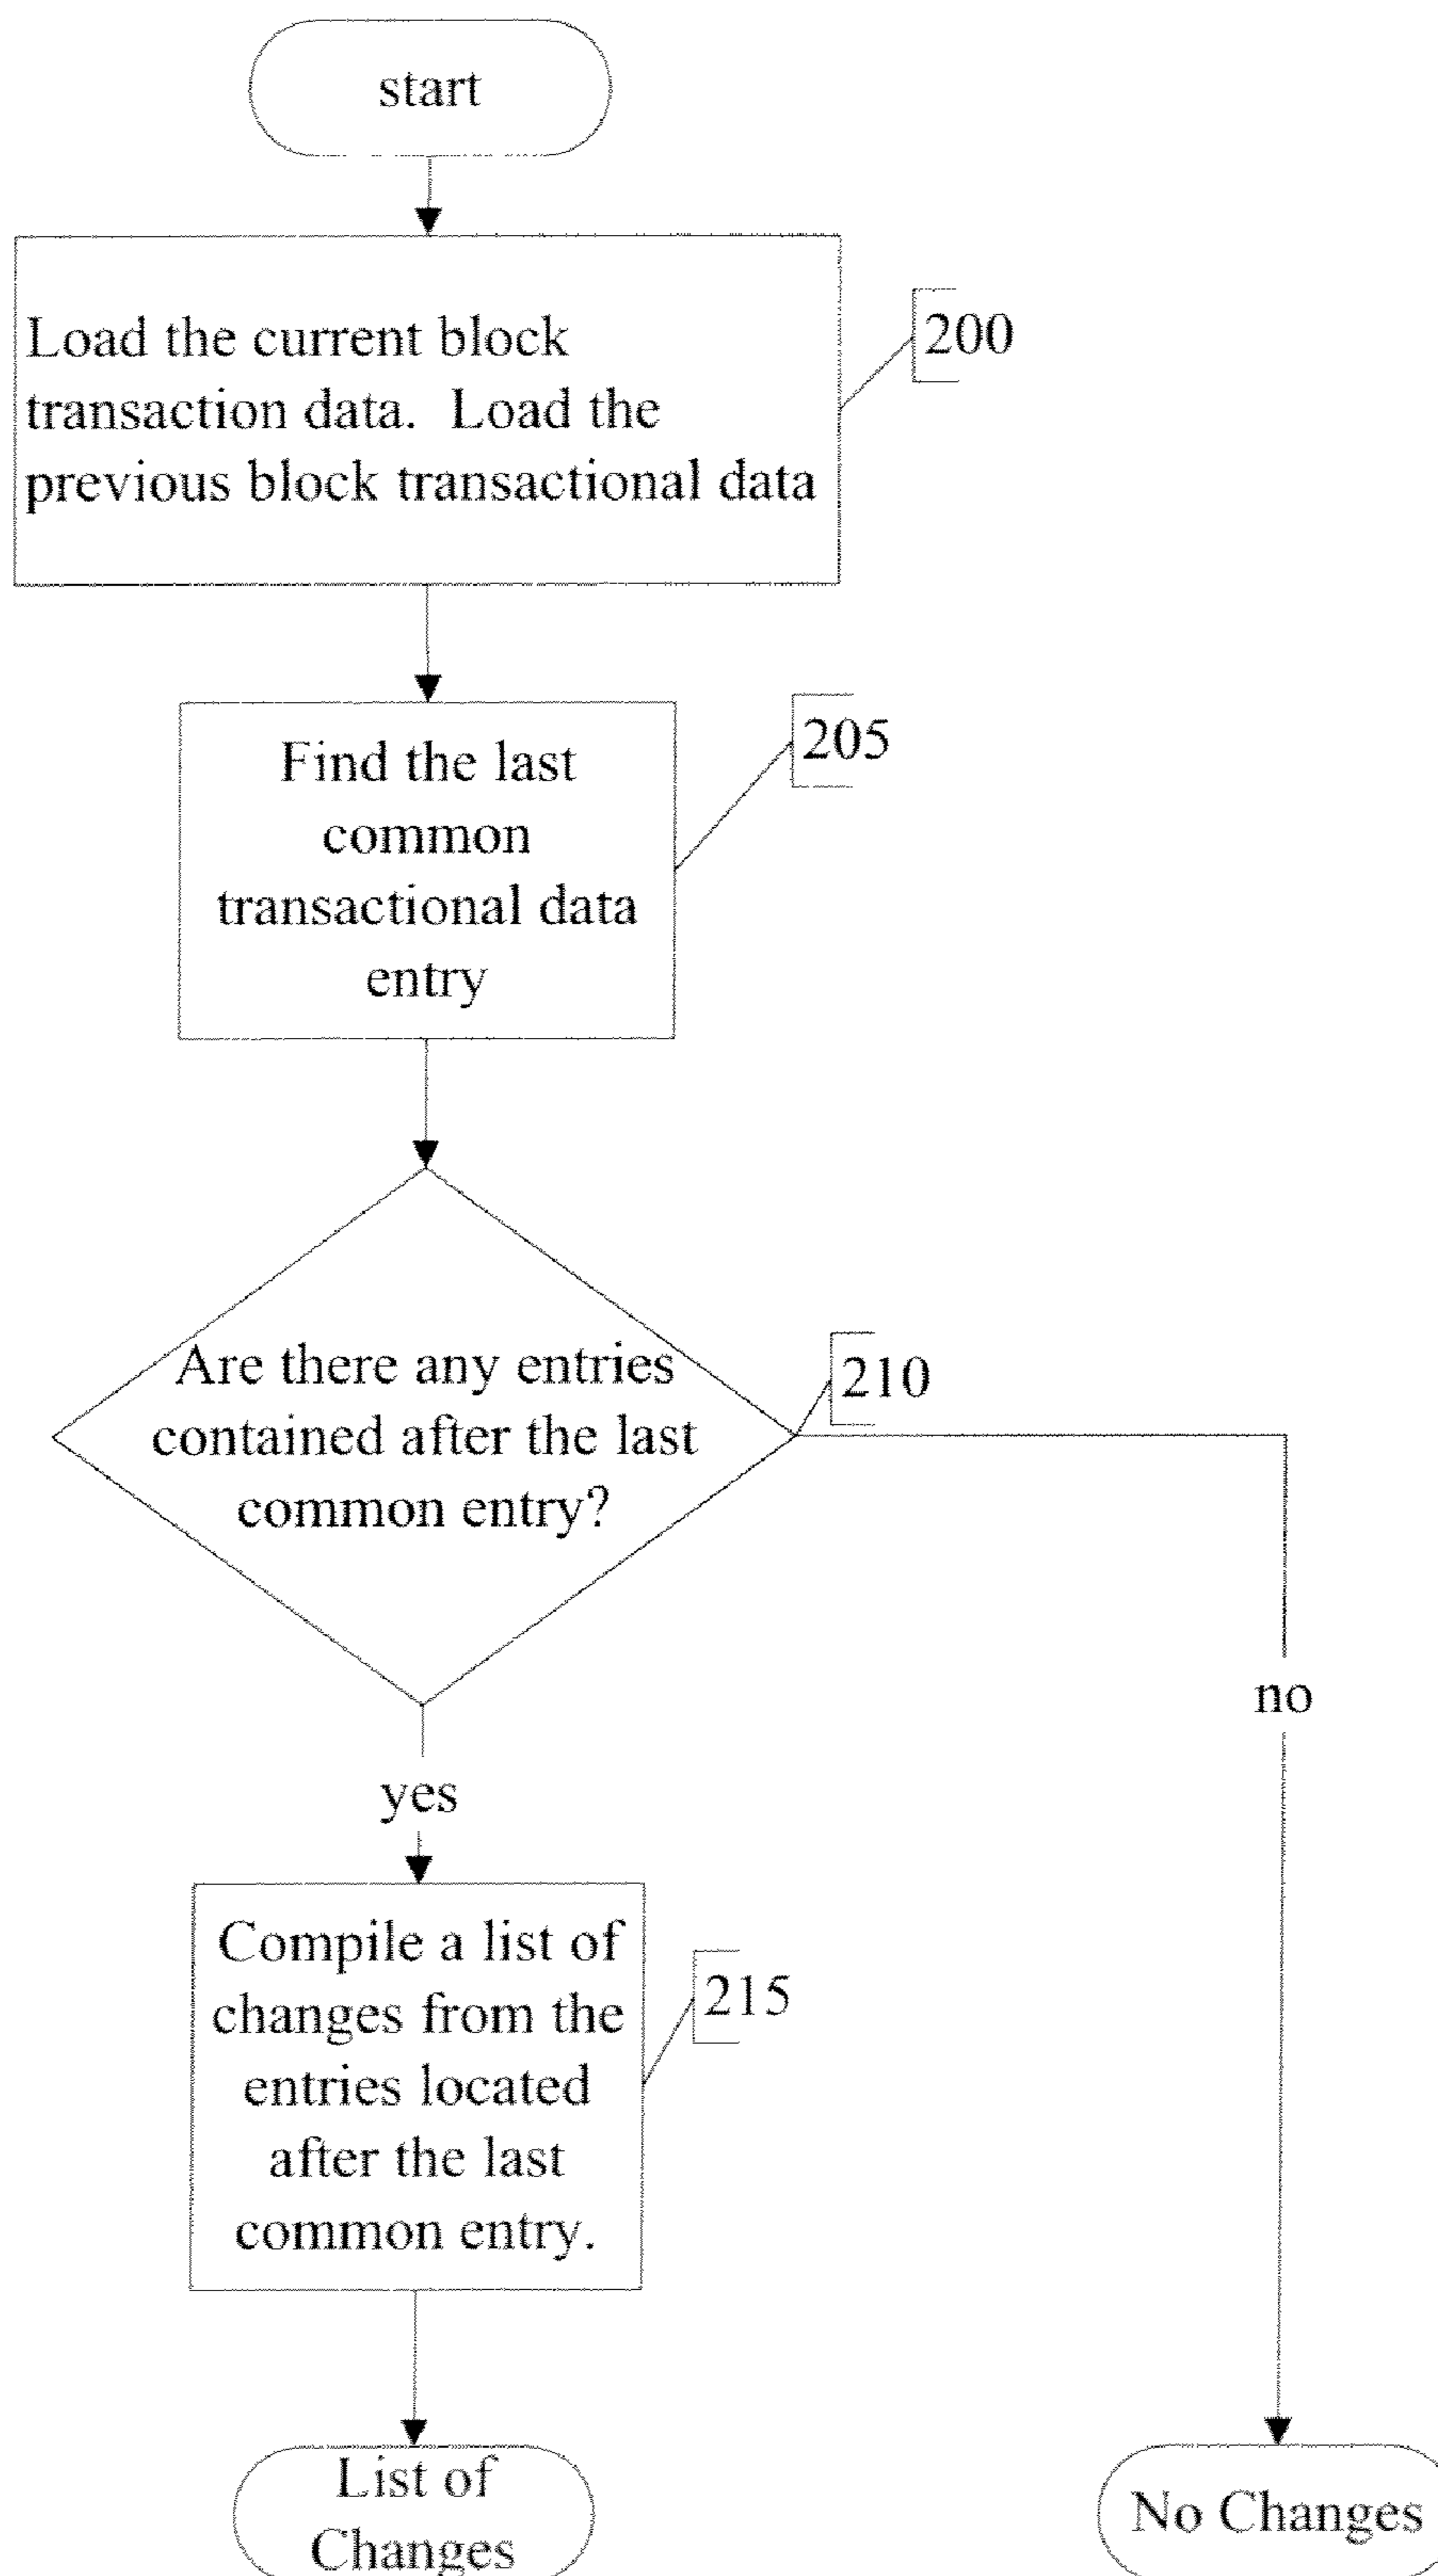 start
Load the current block
transaction data. Load the
previous block transactional data
200
Find the last
common
transactional data
entry
205
Are there any entries
contained after the last
common entry?
210
no
yes
Compile a list of
changes from the
entries located
after the last
common entry.
215
List of
Changes
No Changes